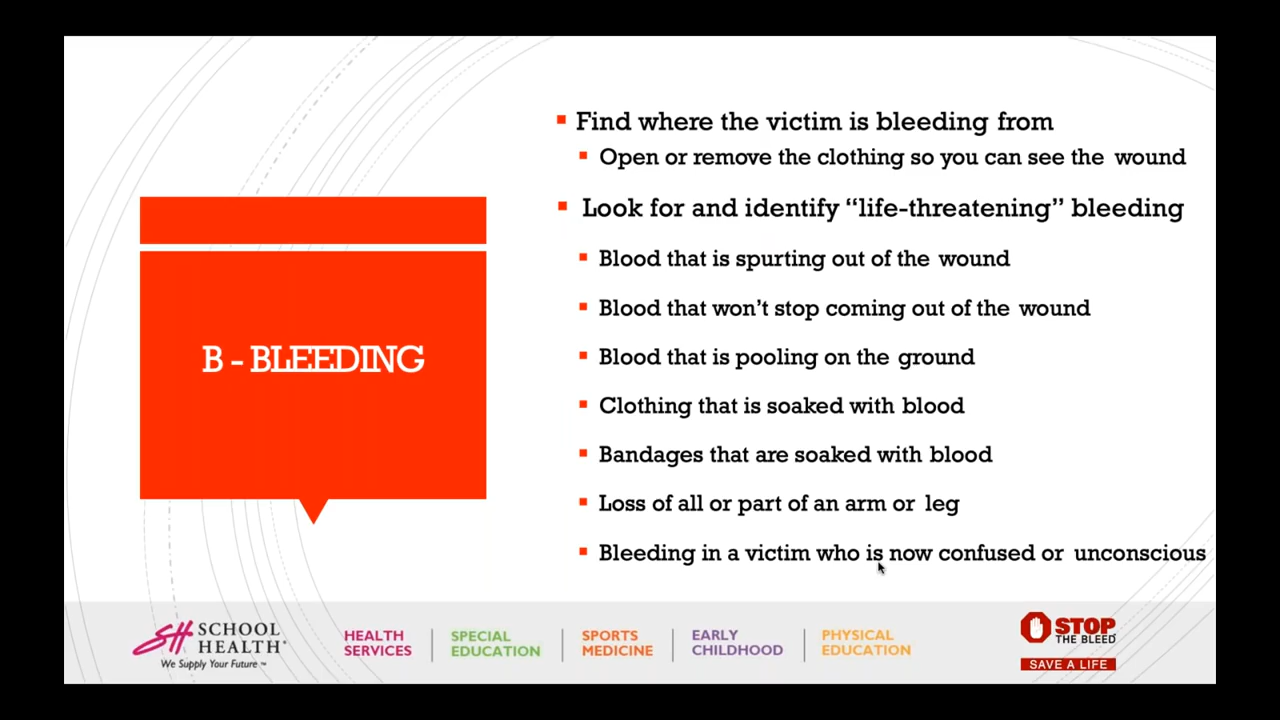 B - BLEEDING
Find where the victim is bleeding from
Open or remove the clothing so you can see the wound
Look for and identify “life-threatening” bleeding
Blood that is spurting out of the wound
Blood that won’t stop coming out of the wound
Blood that is pooling on the ground
Clothing that is soaked with blood
Bandages that are soaked with blood
Loss of all or part of an arm or leg
Bleeding in a victim who is now confused or unconscious
SH SCHOOL
HEALTH®
We Supply Your Future ™
HEALTH
SERVICES
SPECIAL
EDUCATION
SPORTS
MEDICINE
EARLY
CHILDHOOD
PHYSICAL
EDUCATION
STOP
THE BLEED
SAVE A LIFE